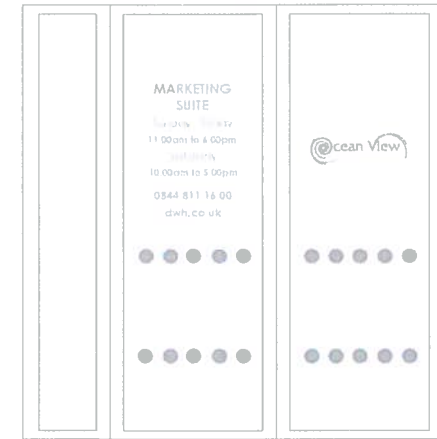 MARKETING
SUITE
11.00am to 6.00pm
10.00am to 5.00pm
0844 811 16 00
dwh.co.uk
Ocean View